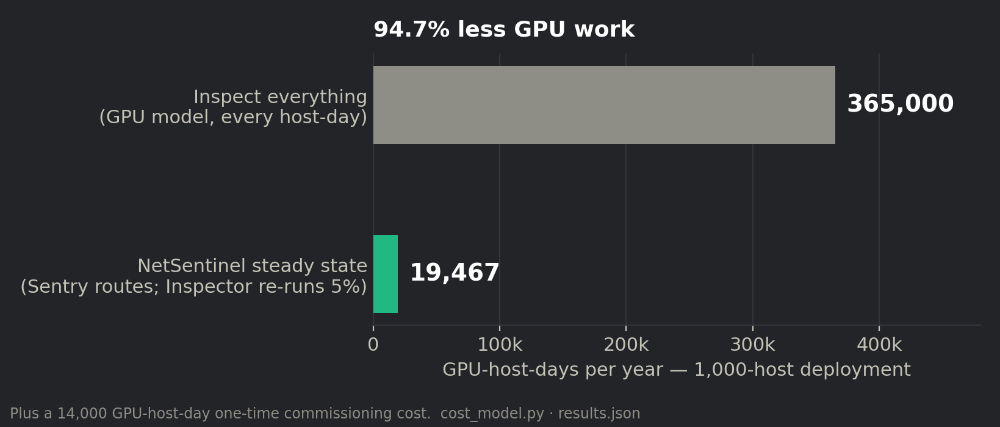 94.7% less GPU work
Inspect everything
(GPU model, every host-day)
365,000
NetSentinel steady state
(Sentry routes; Inspector re-runs 5%)
19,467
0 100k 200k 300k 400k
GPU-host-days per year — 1,000-host deployment
Plus a 14,000 GPU-host-day one-time commissioning cost.  cost_model.py · results.json